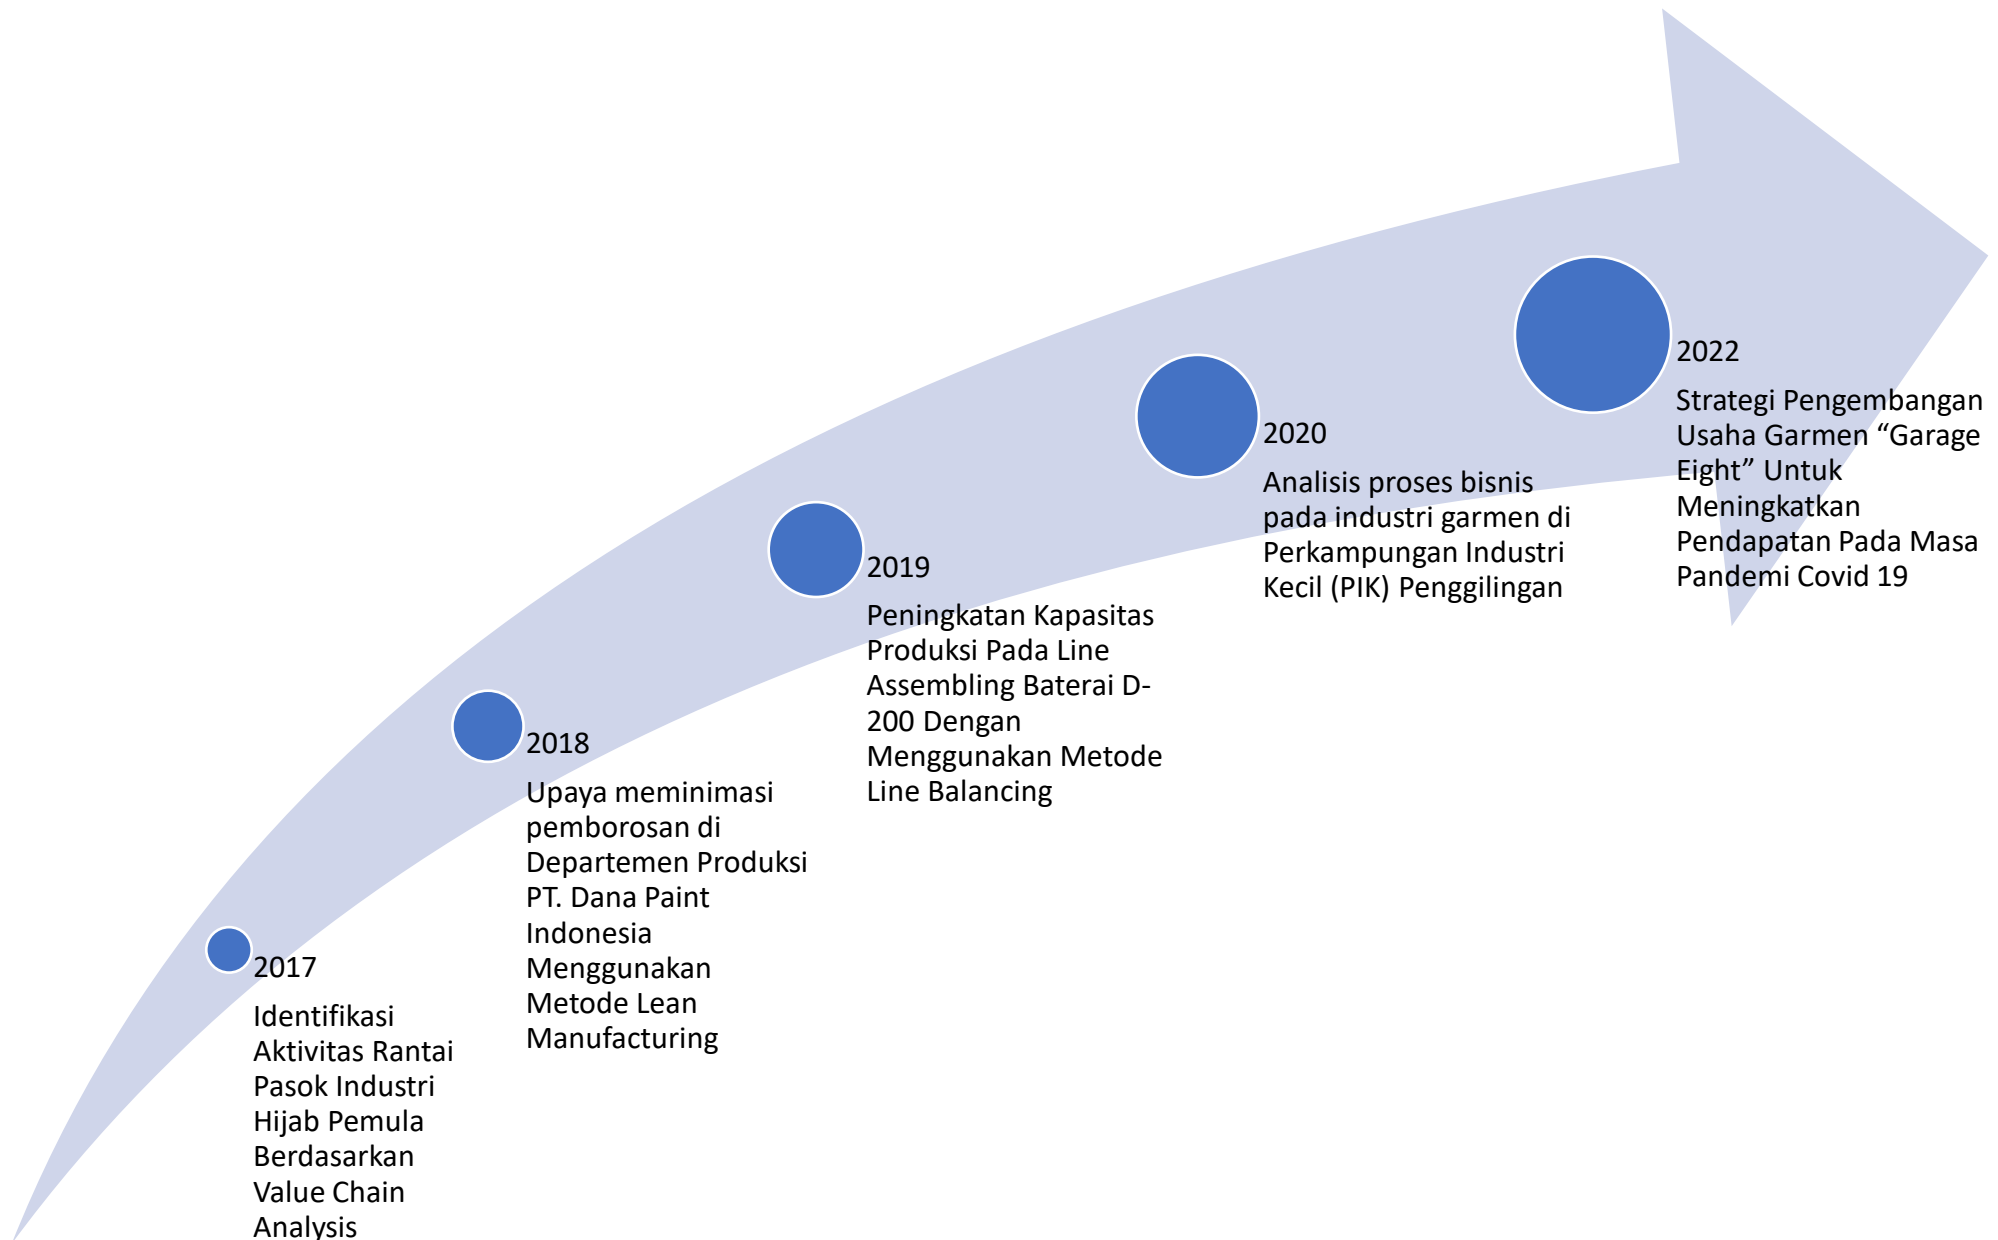 2017
Identifikasi
Aktivitas Rantai
Pasok Industri
Hijab Pemula
Berdasarkan
Value Chain
Analysis
2018
Upaya meminimasi
pemborosan di
Departemen Produksi
PT. Dana Paint
Indonesia
Menggunakan
Metode Lean
Manufacturing
2019
Peningkatan Kapasitas
Produksi Pada Line
Assembling Baterai D-
200 Dengan
Menggunakan Metode
Line Balancing
2020
Analisis proses bisnis
pada industri garmen di
Perkampungan Industri
Kecil (PIK) Penggilingan
2022
Strategi Pengembangan
Usaha Garmen “Garage
Eight” Untuk
Meningkatkan
Pendapatan Pada Masa
Pandemi Covid 19